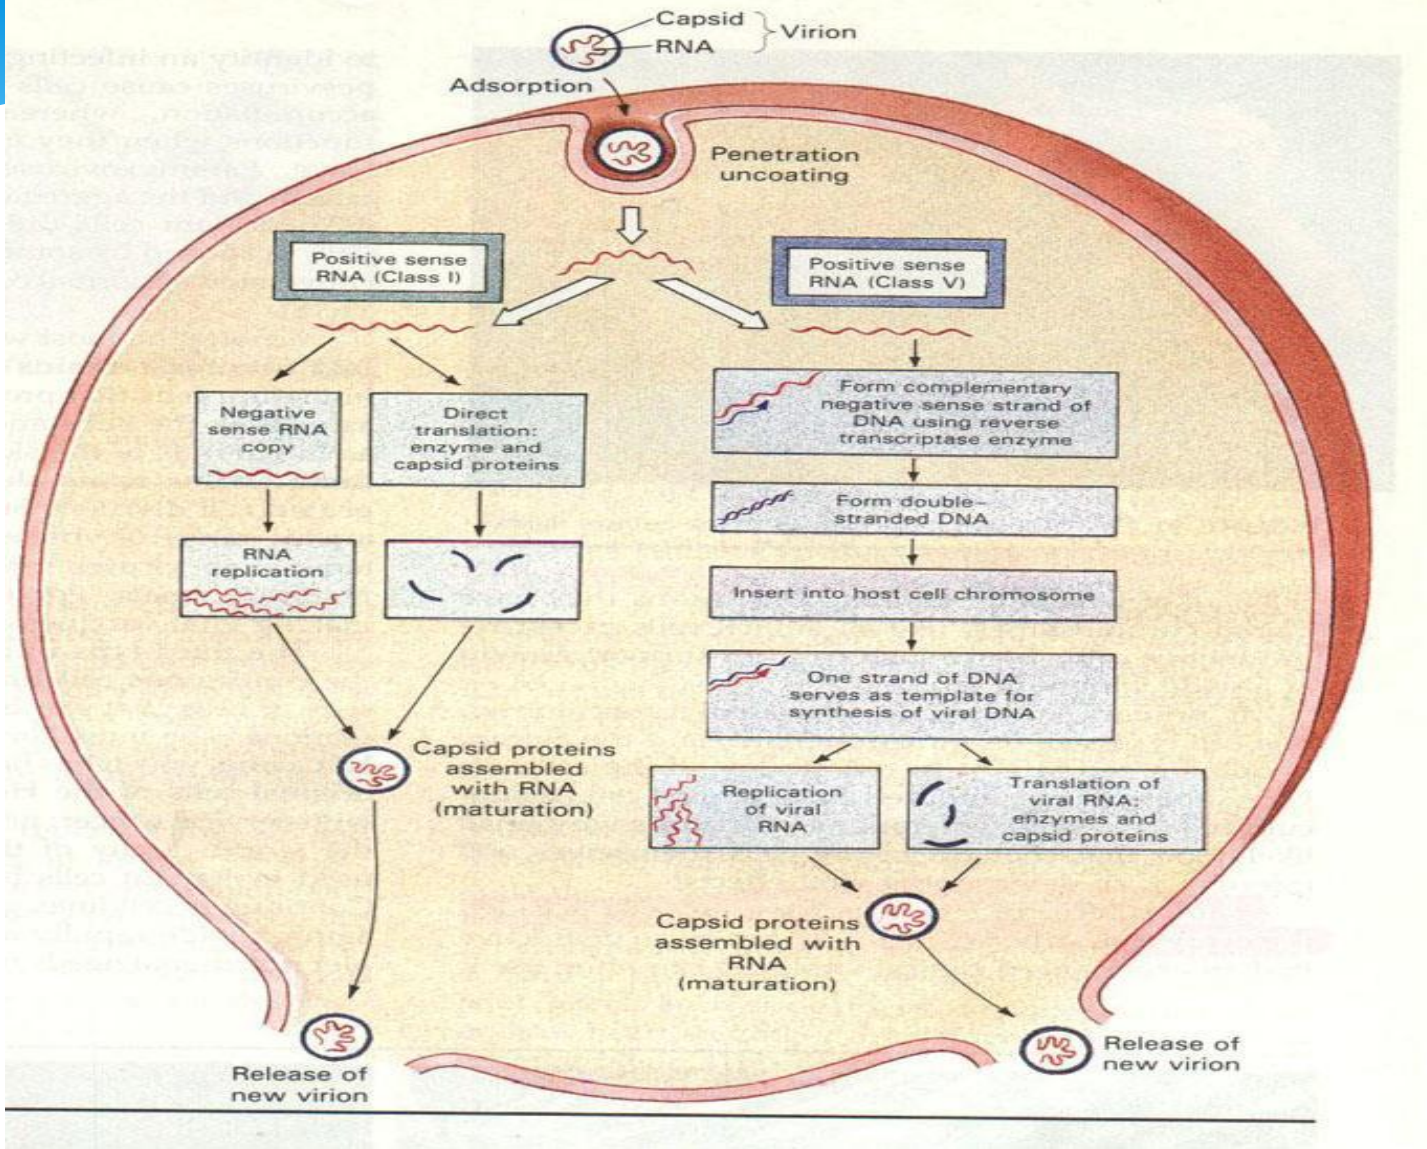 Capsid
RNA
Virion
Adsorption
Penetration
uncoating
Positive sense
RNA (Class I)
Positive sense
RNA (Class V)
Negative
sense RNA
copy
Direct
translation:
enzyme and
capsid proteins
Form complementary
negative sense strand of
DNA using reverse
transcriptase enzyme
Form double-
stranded DNA
RNA
replication
Insert into host cell chromosome
One strand of DNA
serves as template for
synthesis of viral DNA
Capsid proteins
assembled
with RNA
(maturation)
Replication
of viral
RNA
Translation of
viral RNA:
enzymes and
capsid proteins
Capsid proteins
assembled with
RNA
(maturation)
Release of
new virion
Release of
new virion